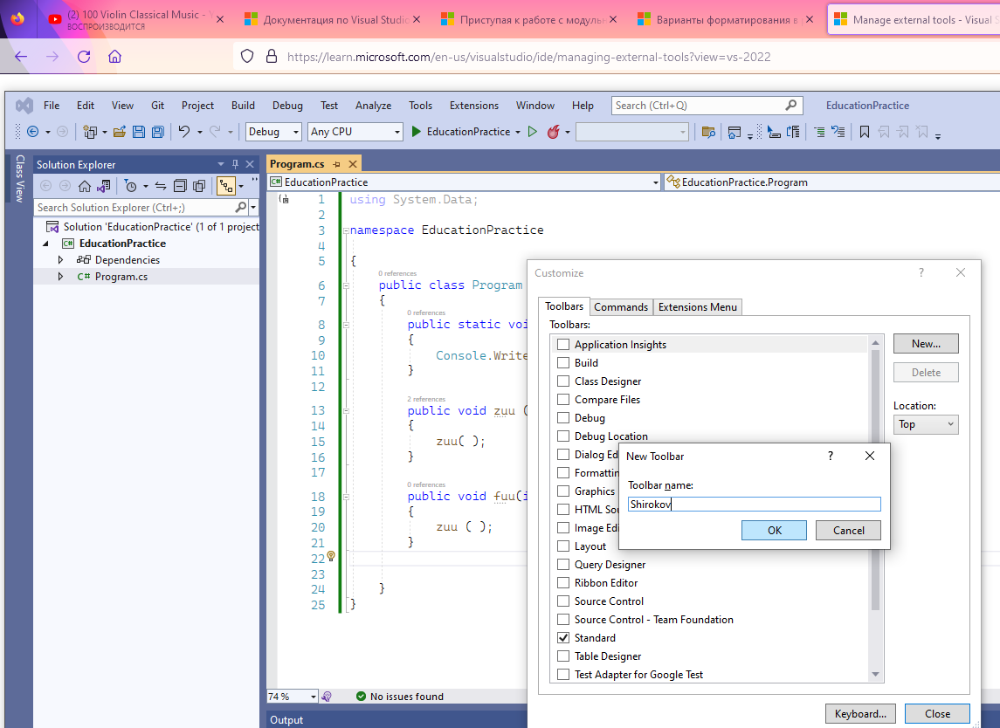 (2) 100 Violin Classical Music -
ВОСПРОИЗВОДИТСЯ
Документация по Visual Studio
Приступая к работе с модульн
Варианты форматирования в
Manage external tools - Visual S
https://learn.microsoft.com/en-us/visualstudio/ide/managing-external-tools?view=vs-2022
File Edit View Git Project Build Debug Test Analyze Tools Extensions Window Help Search (Ctrl+Q) EducationPractice
Debug Any CPU EducationPractice
Class View
Solution Explorer
Search Solution Explorer (Ctrl+;)
Solution 'EducationPractice' (1 of 1 project
EducationPractice
Dependencies
C# Program.cs
Program.cs
C# EducationPractice
EducationPractice.Program
1 using System.Data;
2
3 namespace EducationPractice
4
5 {
0 references
6 public class Program
7 {
0 references
8 public static voi
9 {
10 Console.Write
11 }
12
2 references
13 public void zuu (
14 {
15 zuu( );
16 }
17
0 references
18 public void fuu(i
19 {
20 zuu ( );
21 }
22
23
24 }
25 }
74 %
No issues found
Output
Customize
?
Toolbars Commands Extensions Menu
Toolbars:
Application Insights
Build
Class Designer
Compare Files
Debug
Debug Location
Dialog Ed
Formattin
Graphics
HTML Sou
Image Edi
Layout
Query Designer
Ribbon Editor
Source Control
Source Control - Team Foundation
Standard
Table Designer
Test Adapter for Google Test
New...
Delete
Location:
Top
New Toolbar
?
Toolbar name:
Shirokov
OK Cancel
Keyboard... Close